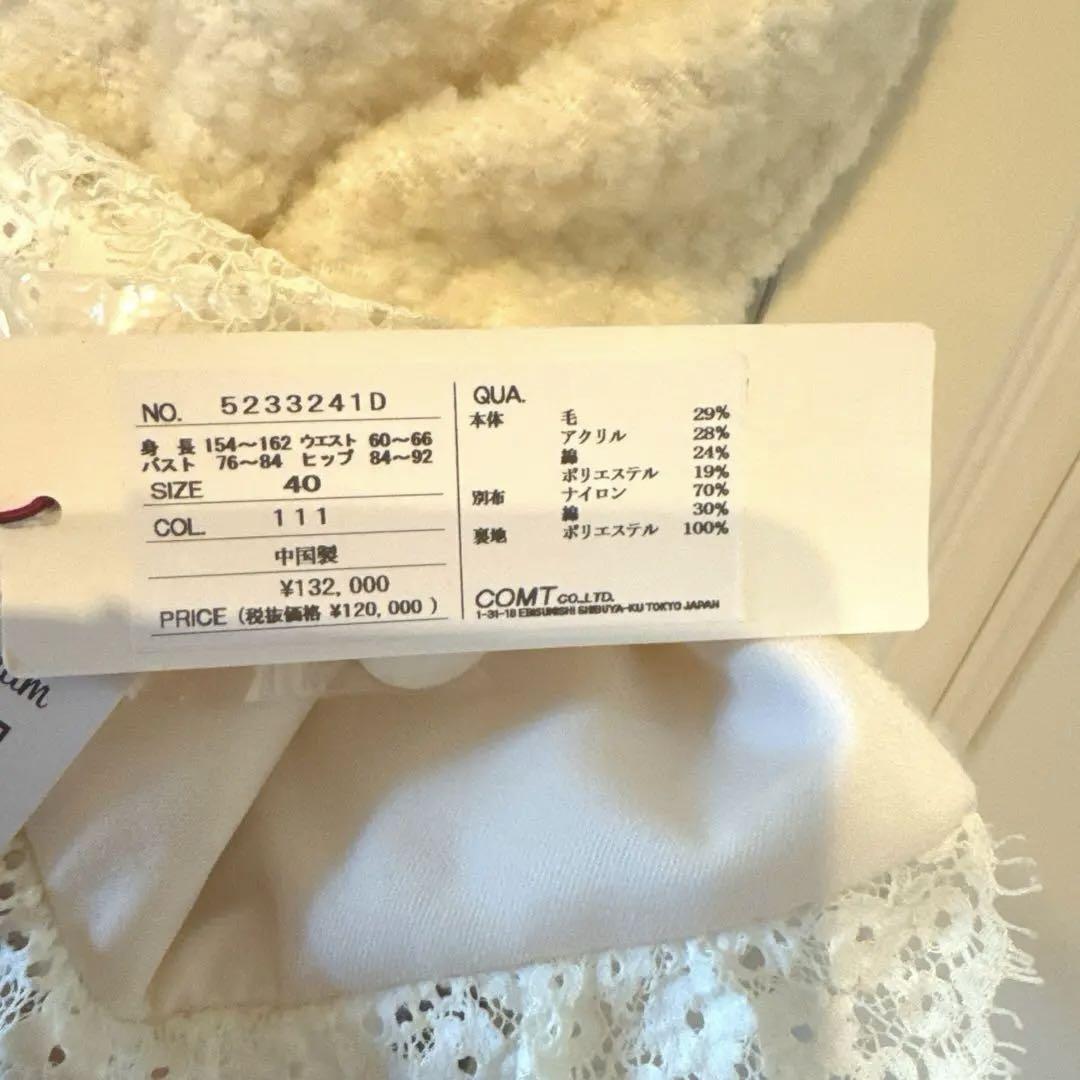 NO. 5233241D
身 長 154～162 ウエスト 60～66
バスト 76～84 ヒップ 84～92
SIZE 40
COL. 111
中国製
¥132,000
PRICE (税抜価格 ¥120,000 )
QUA.
本体 毛 29%
アクリル 28%
綿 24%
ポリエステル 19%
別布 ナイロン 70%
綿 30%
裏地 ポリエステル 100%
COMT CO.,LTD.
1-31-18 EBISUNISHI SHIBUYA-KU TOKYO JAPAN